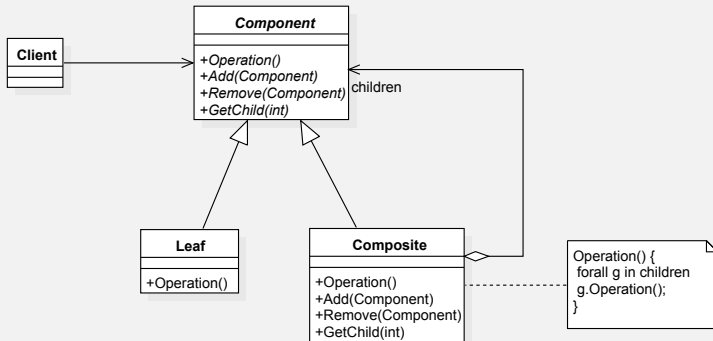 Component
+Operation()
+Add(Component)
+Remove(Component)
+GetChild(int)
Client
children
Leaf
+Operation()
Composite
+Operation()
+Add(Component)
+Remove(Component)
+GetChild(int)
Operation() {
forall g in children
g.Operation();
}